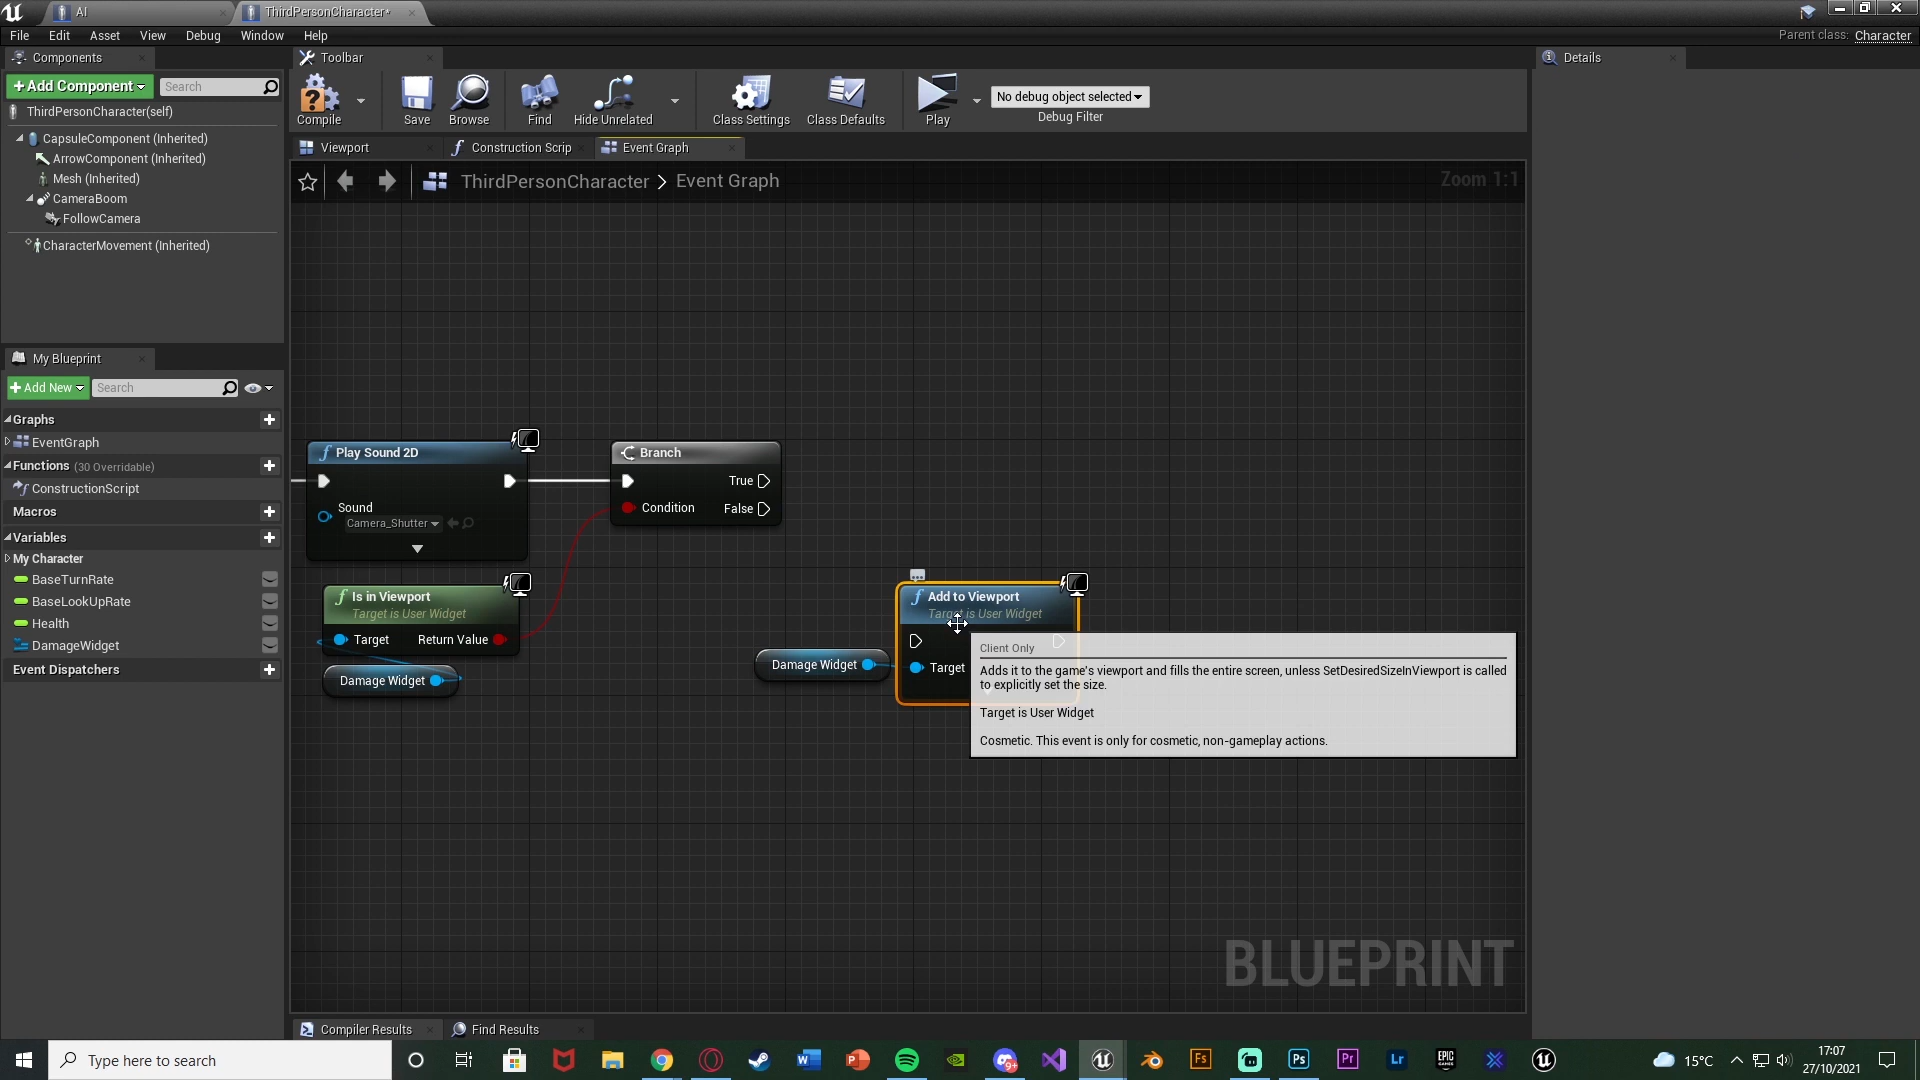 AI
ThirdPersonCharacter*
File Edit Asset View Debug Window Help
Parent class: Character
Components
Toolbar
Details
Add Component
Search
ThirdPersonCharacter(self)
CapsuleComponent (Inherited)
ArrowComponent (Inherited)
Mesh (Inherited)
CameraBoom
FollowCamera
CharacterMovement (Inherited)
Compile
Save
Browse
Find
Hide Unrelated
Class Settings
Class Defaults
Play
No debug object selected
Debug Filter
Viewport
Construction Scrip
Event Graph
ThirdPersonCharacter > Event Graph
Zoom 1:1
My Blueprint
Add New
Search
Graphs
EventGraph
Functions (30 Overridable)
ConstructionScript
Macros
Variables
My Character
BaseTurnRate
BaseLookUpRate
Health
DamageWidget
Event Dispatchers
Play Sound 2D
Sound
Camera_Shutter
Branch
True
Condition
False
Is in Viewport
Target is User Widget
Target
Return Value
Damage Widget
Damage Widget
Add to Viewport
Target is User Widget
Target
Client Only
Adds it to the game's viewport and fills the entire screen, unless SetDesiredSizeInViewport is called
to explicitly set the size.
Target is User Widget
Cosmetic. This event is only for cosmetic, non-gameplay actions.
BLUEPRINT
Compiler Results
Find Results
Type here to search
15°C
17:07
27/10/2021